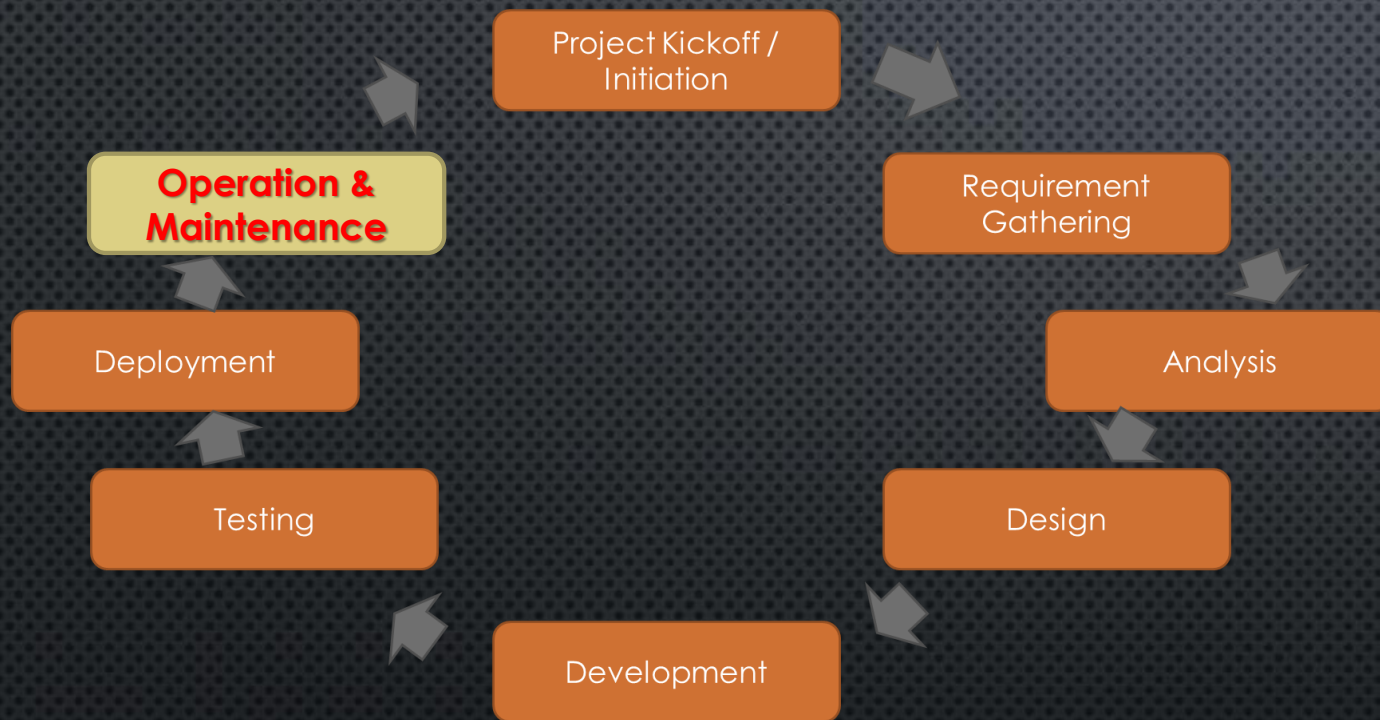 Project Kickoff /
Initiation
Requirement
Gathering
Analysis
Design
Development
Testing
Deployment
Operation &
Maintenance